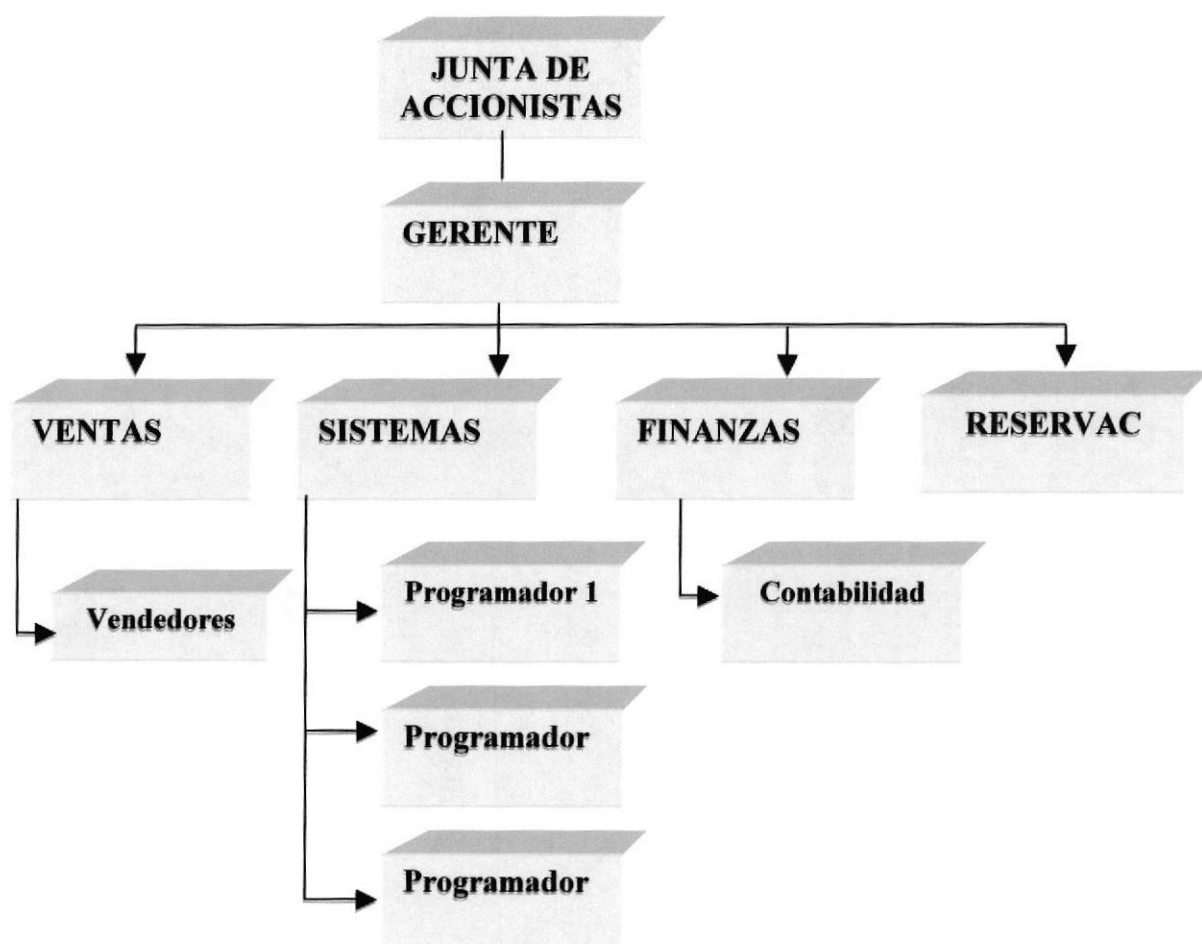 JUNTA DE
ACCIONISTAS
GERENTE
VENTAS
SISTEMAS
FINANZAS
RESERVAC
Vendedores
Programador 1
Contabilidad
Programador
Programador